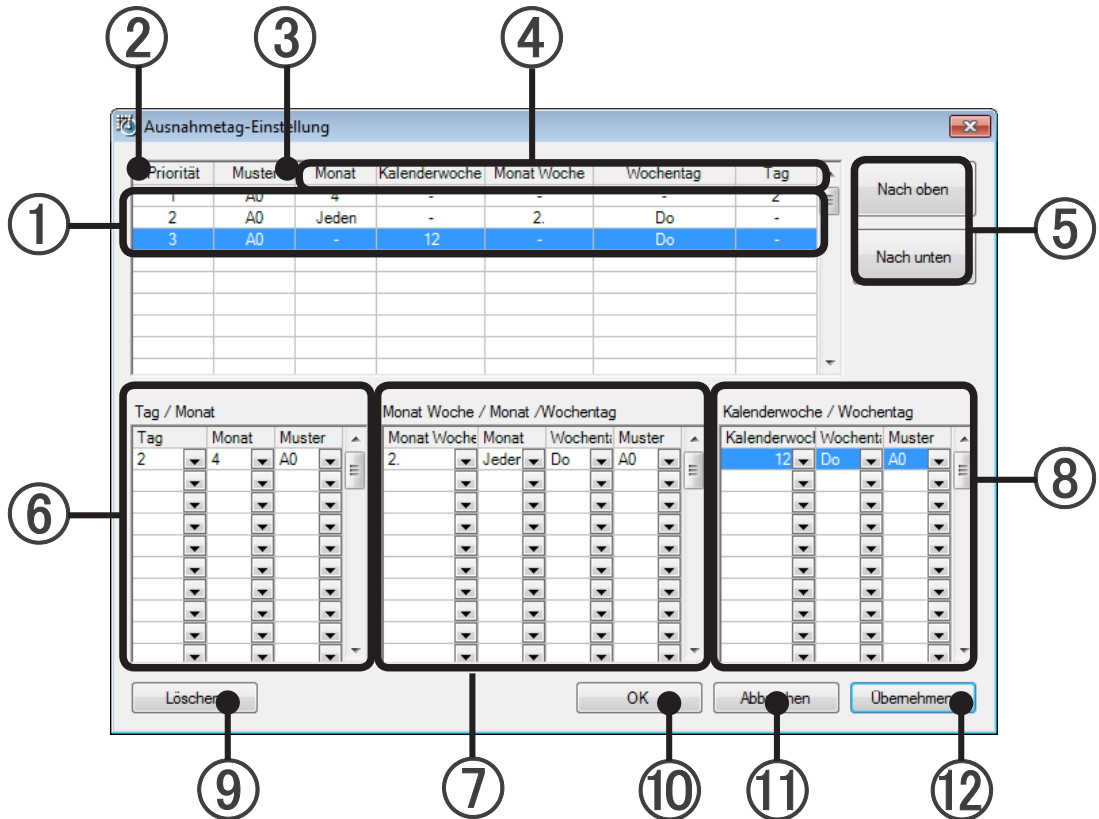 ② ③ ④
Ausnahmetag-Einstellung
Priorität Muster Monat Kalenderwoche Monat Woche Wochentag Tag
1 A0 4 - - - 2
2 A0 Jeden - 2. Do -
3 A0 - 12 - Do -
Nach oben
Nach unten
① ⑤
Tag / Monat
Tag Monat Muster
2 4 A0
Monat Woche / Monat /Wochentag
Monat Woche Monat Wochenta Muster
2. Jeder Do A0
Kalenderwoche / Wochentag
Kalenderwocl Wochenta Muster
12 Do A0
⑥ ⑧
Löschen OK Abbrechen Übernehmen
⑨ ⑦ ⑩ ⑪ ⑫